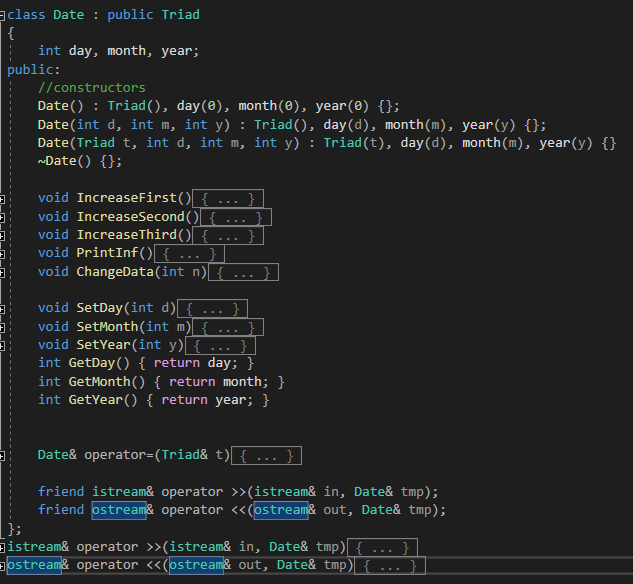 class Date : public Triad
{
int day, month, year;
public:
//constructors
Date() : Triad(), day(0), month(0), year(0) {};
Date(int d, int m, int y) : Triad(), day(d), month(m), year(y) {};
Date(Triad t, int d, int m, int y) : Triad(t), day(d), month(m), year(y) {}
~Date() {};
void IncreaseFirst(){ ... }
void IncreaseSecond(){ ... }
void IncreaseThird(){ ... }
void PrintInf(){ ... }
void ChangeData(int n){ ... }
void SetDay(int d){ ... }
void SetMonth(int m){ ... }
void SetYear(int y){ ... }
int GetDay() { return day; }
int GetMonth() { return month; }
int GetYear() { return year; }
Date& operator=(Triad& t){ ... }
friend istream& operator >>(istream& in, Date& tmp);
friend ostream& operator <<(ostream& out, Date& tmp);
};
istream& operator >>(istream& in, Date& tmp){ ... }
ostream& operator <<(ostream& out, Date& tmp){ ... }